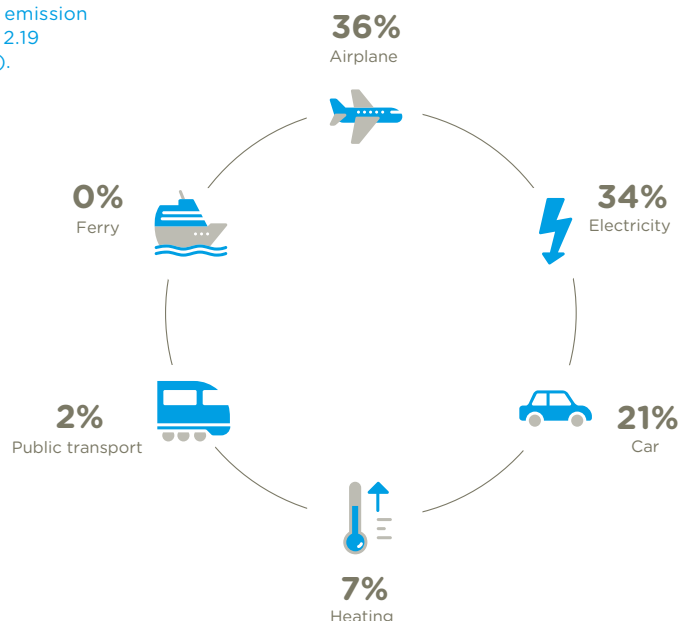 emission
2.19
).
36%
Airplane
0%
Ferry
34%
Electricity
2%
Public transport
21%
Car
7%
Heating